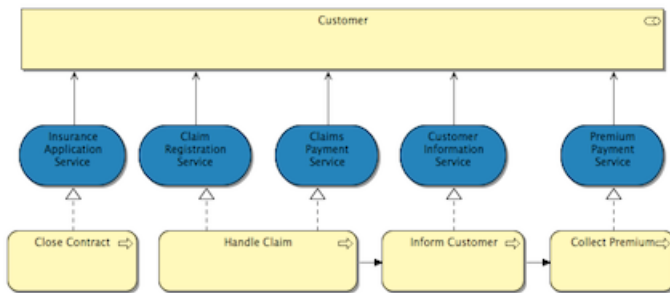 Customer
Insurance
Application
Service
Claim
Registration
Service
Claims
Payment
Service
Customer
Information
Service
Premium
Payment
Service
Close Contract
Handle Claim
Inform Customer
Collect Premium